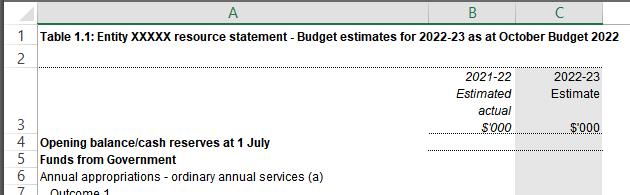 A B C
1 Table 1.1: Entity XXXXX resource statement - Budget estimates for 2022-23 as at October Budget 2022
2
2021-22 2022-23
Estimated Estimate
actual
3 $'000 $'000
4 Opening balance/cash reserves at 1 July
5 Funds from Government
6 Annual appropriations - ordinary annual services (a)
7 Outcome 1